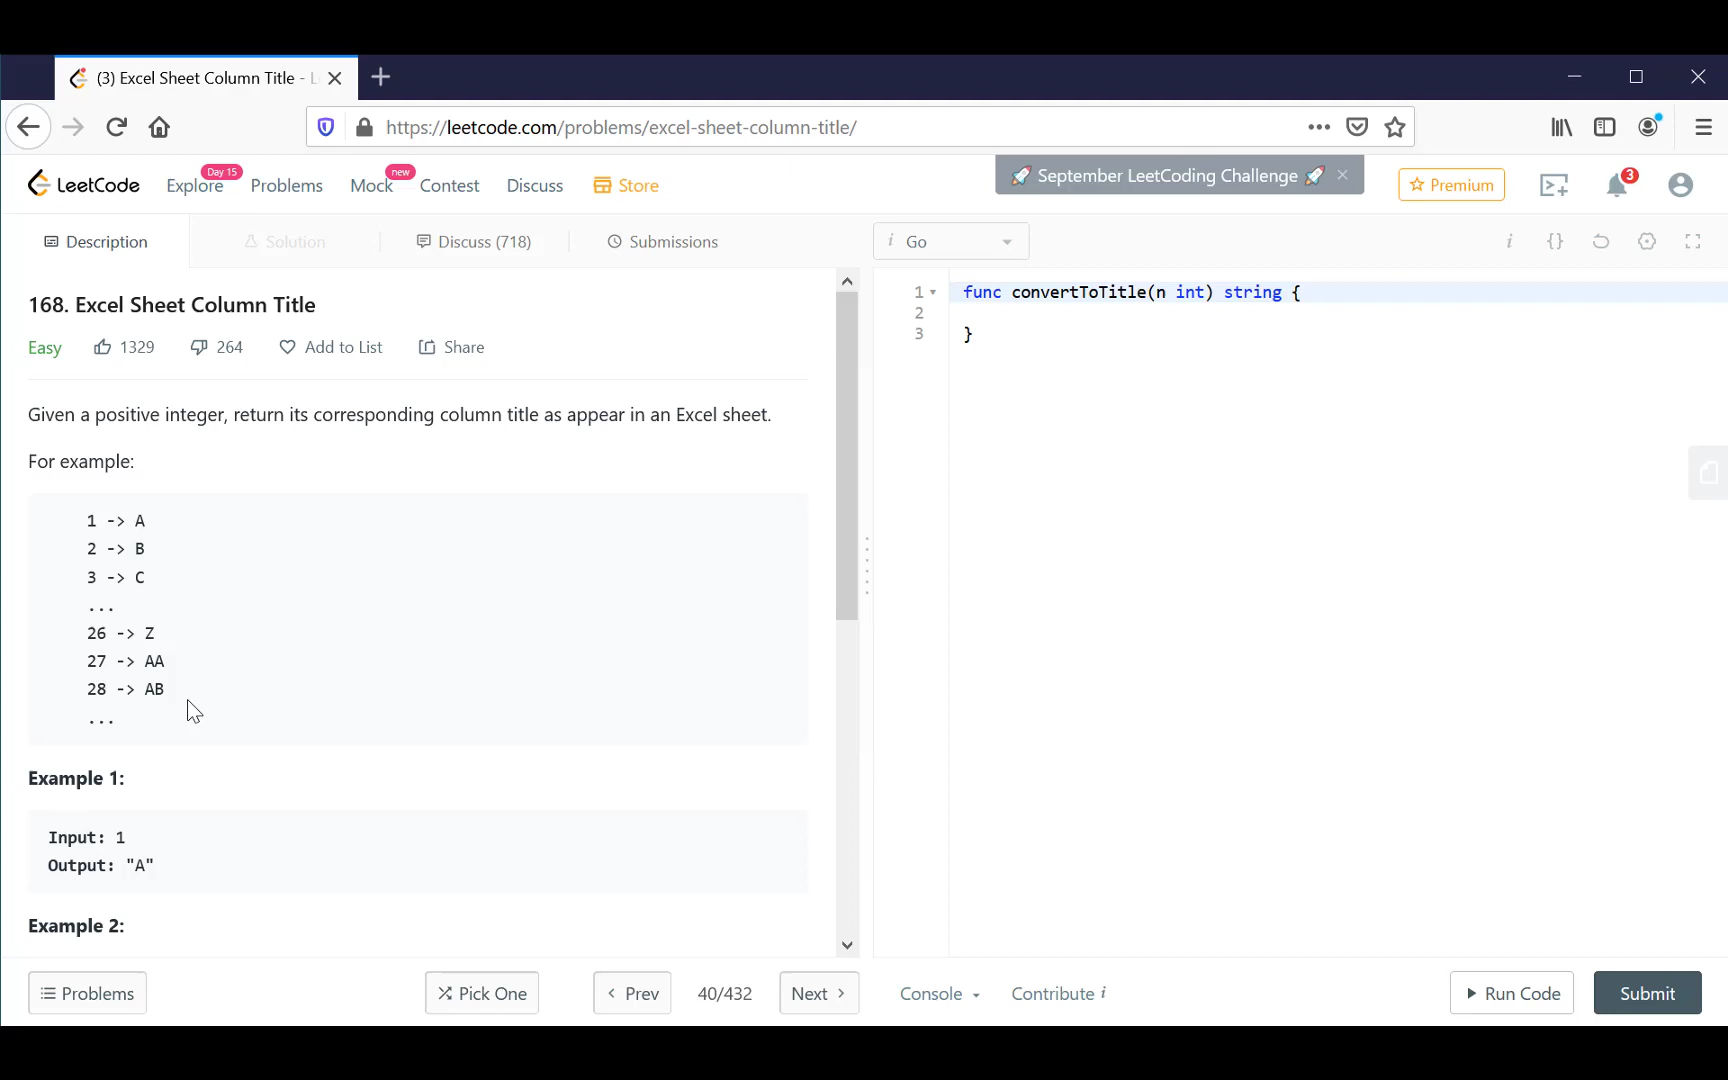 (3) Excel Sheet Column Title - L
https://leetcode.com/problems/excel-sheet-column-title/
LeetCode
Explore
Day 15
Problems
Mock
new
Contest
Discuss
Store
🚀 September LeetCoding Challenge 🚀
Premium
3
Description
Solution
Discuss (718)
Submissions
i Go
i
{}
168. Excel Sheet Column Title
Easy
1329
264
Add to List
Share
Given a positive integer, return its corresponding column title as appear in an Excel sheet.
For example:
1 -> A
2 -> B
3 -> C
...
26 -> Z
27 -> AA
28 -> AB
...
Example 1:
Input: 1
Output: "A"
Example 2:
1 func convertToTitle(n int) string {
2
3 }
Problems
Pick One
‹ Prev
40/432
Next ›
Console
Contribute i
Run Code
Submit